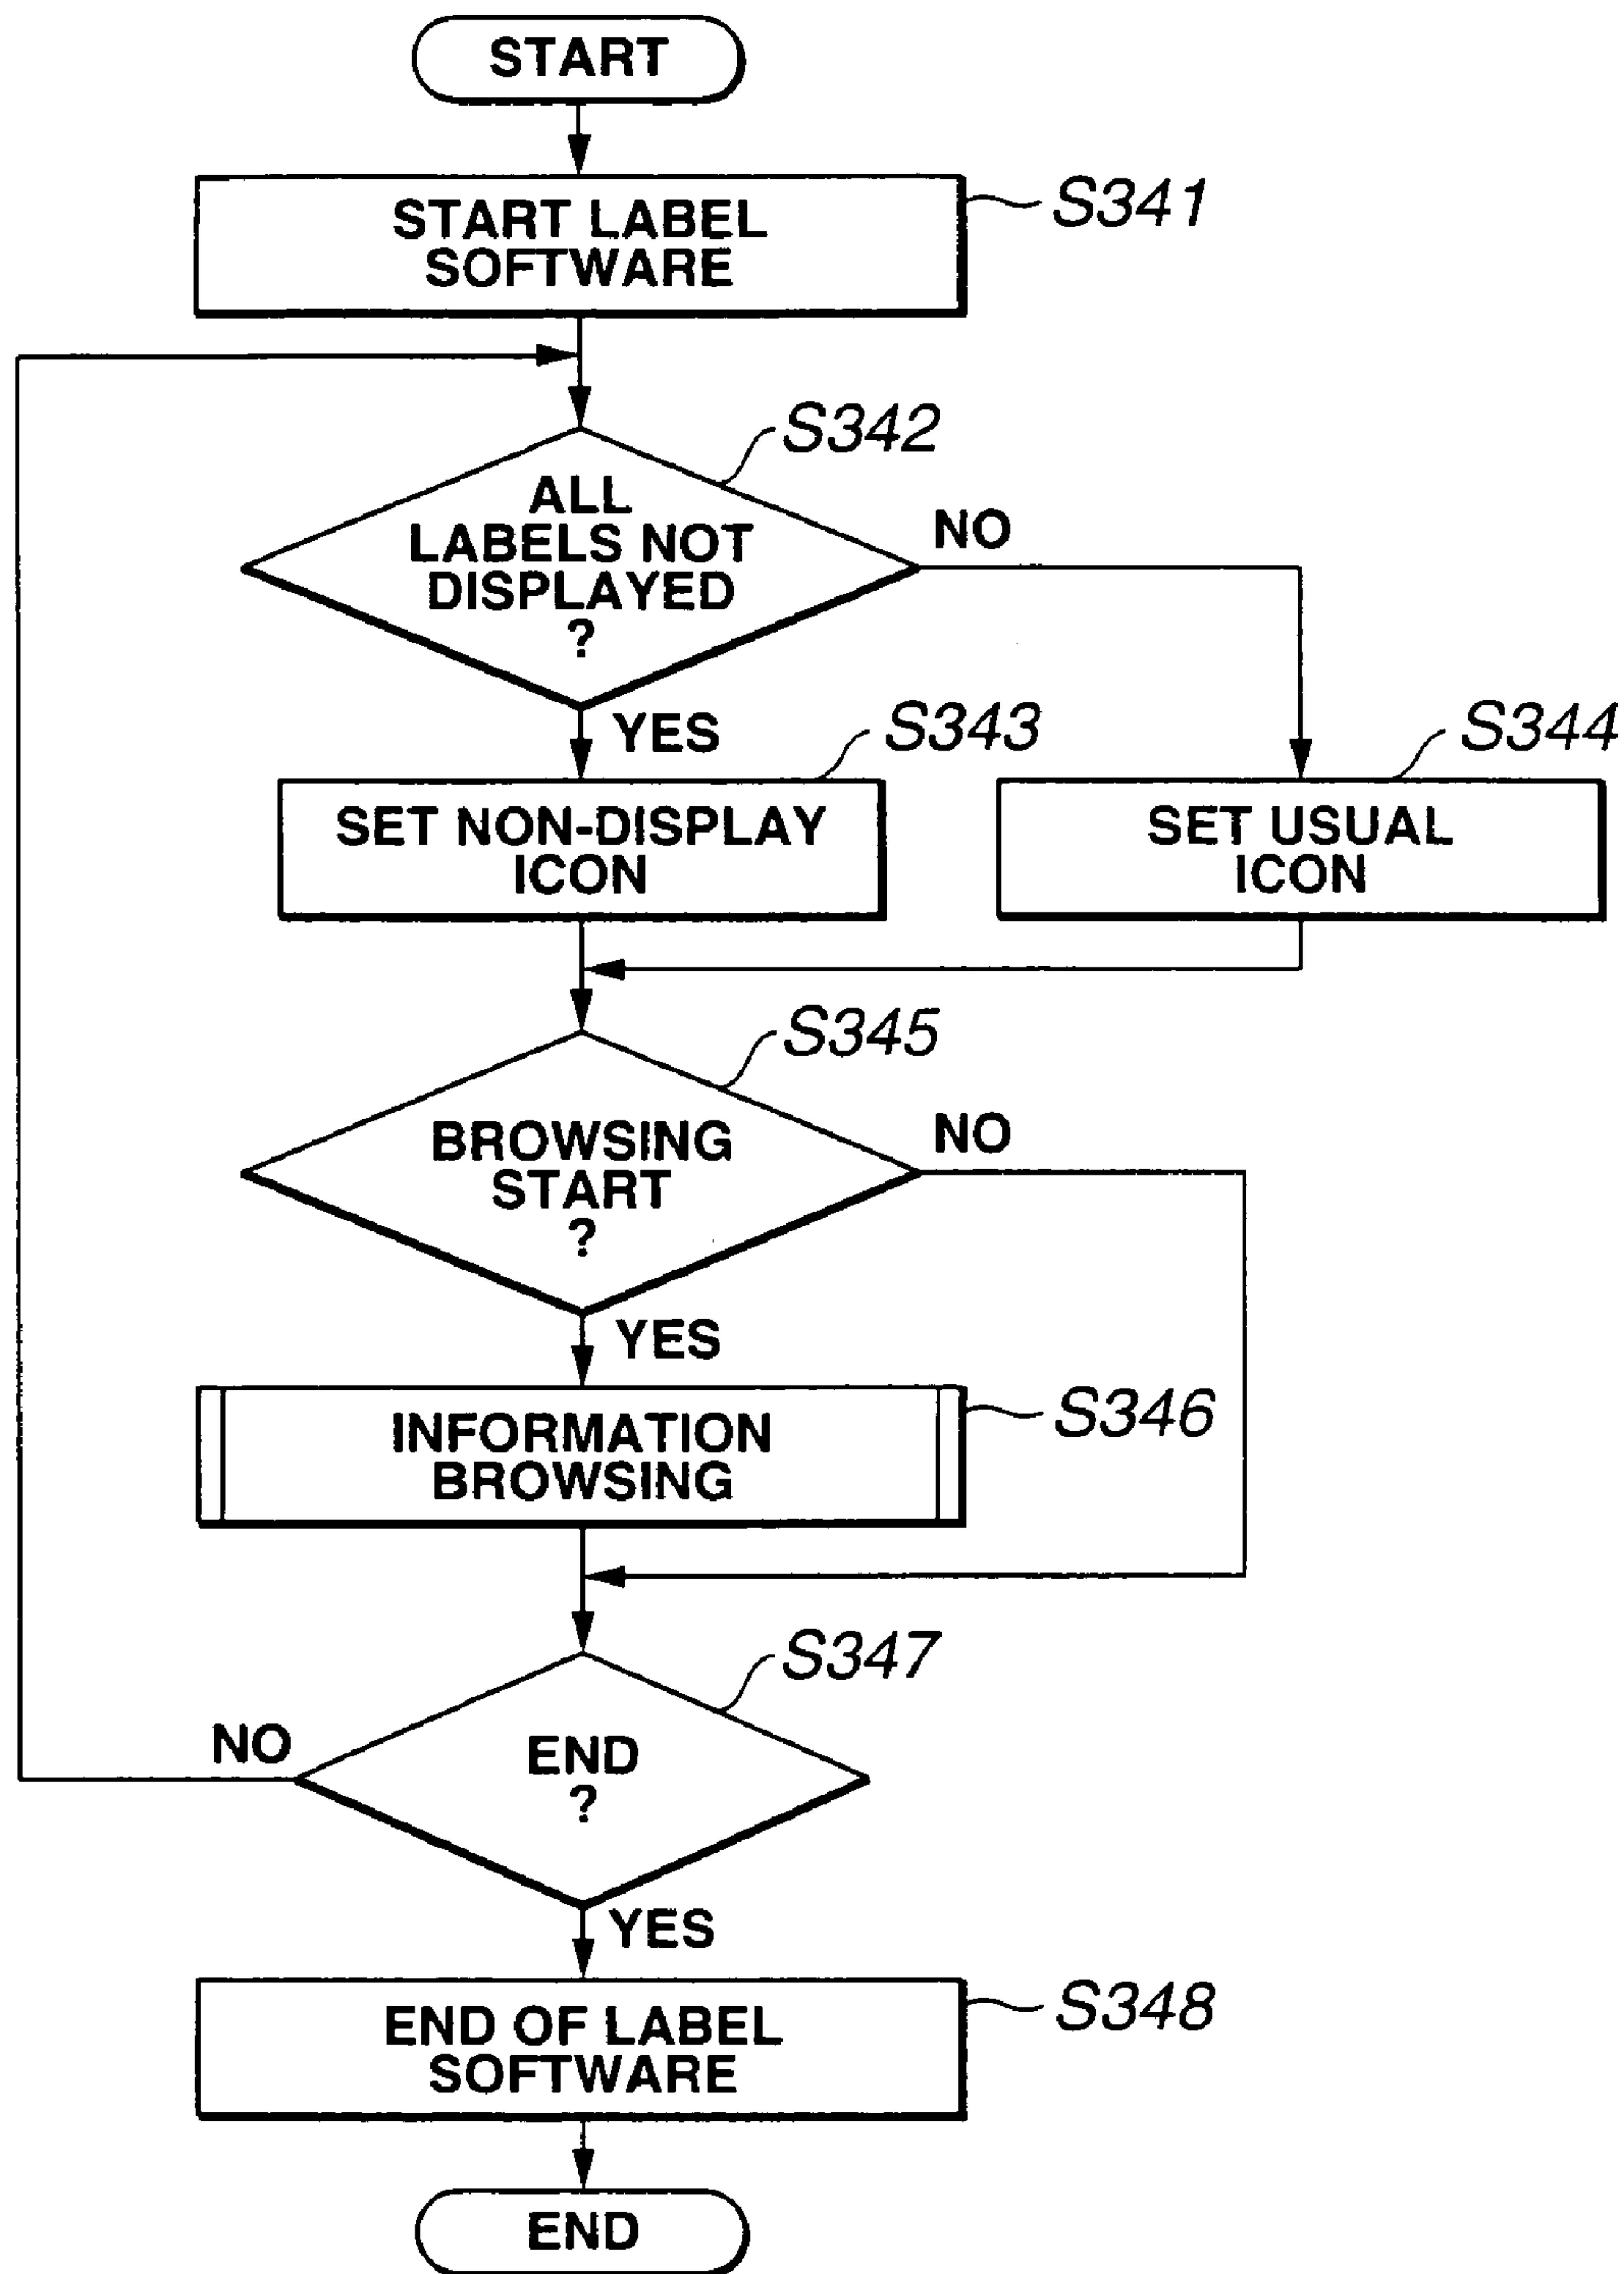 START
START LABEL
SOFTWARE
S341
S342
ALL
LABELS NOT
DISPLAYED
?
NO
YES
S343
S344
SET NON-DISPLAY
ICON
SET USUAL
ICON
S345
BROWSING
START
?
NO
YES
INFORMATION
BROWSING
S346
S347
NO
END
?
YES
END OF LABEL
SOFTWARE
S348
END